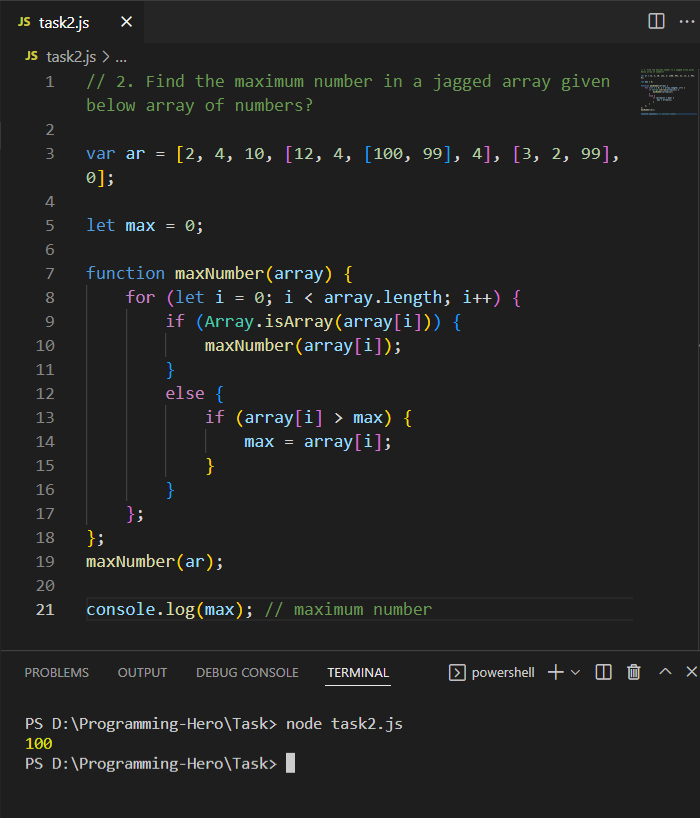 JS task2.js ×
JS task2.js > ...
1 // 2. Find the maximum number in a jagged array given
below array of numbers?
2
3 var ar = [2, 4, 10, [12, 4, [100, 99], 4], [3, 2, 99],
0];
4
5 let max = 0;
6
7 function maxNumber(array) {
8     for (let i = 0; i < array.length; i++) {
9         if (Array.isArray(array[i])) {
10             maxNumber(array[i]);
11         }
12         else {
13             if (array[i] > max) {
14                 max = array[i];
15             }
16         }
17     };
18 };
19 maxNumber(ar);
20
21 console.log(max); // maximum number
PROBLEMS OUTPUT DEBUG CONSOLE TERMINAL powershell
PS D:\Programming-Hero\Task> node task2.js
100
PS D:\Programming-Hero\Task>